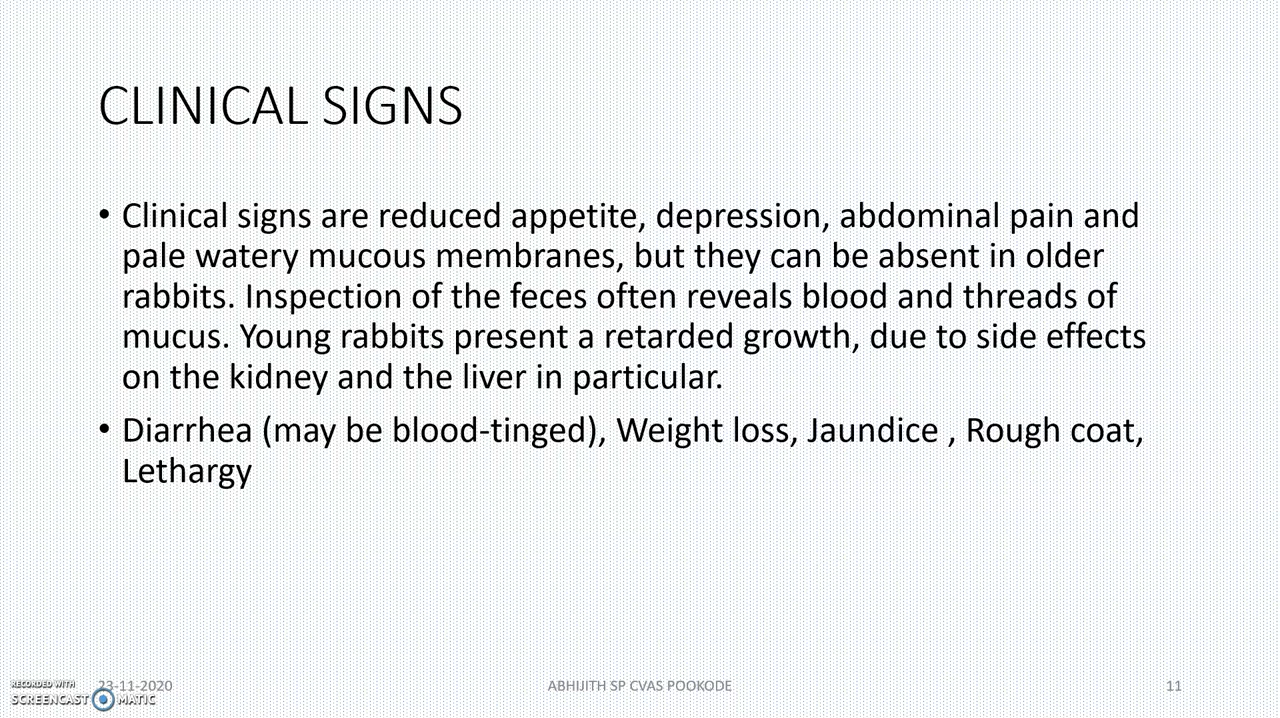 CLINICAL SIGNS
• Clinical signs are reduced appetite, depression, abdominal pain and
pale watery mucous membranes, but they can be absent in older
rabbits. Inspection of the feces often reveals blood and threads of
mucus. Young rabbits present a retarded growth, due to side effects
on the kidney and the liver in particular.
• Diarrhea (may be blood-tinged), Weight loss, Jaundice , Rough coat,
Lethargy
RECORDED WITH
SCREENCAST MATIC
23-11-2020
ABHIJITH SP CVAS POOKODE
11